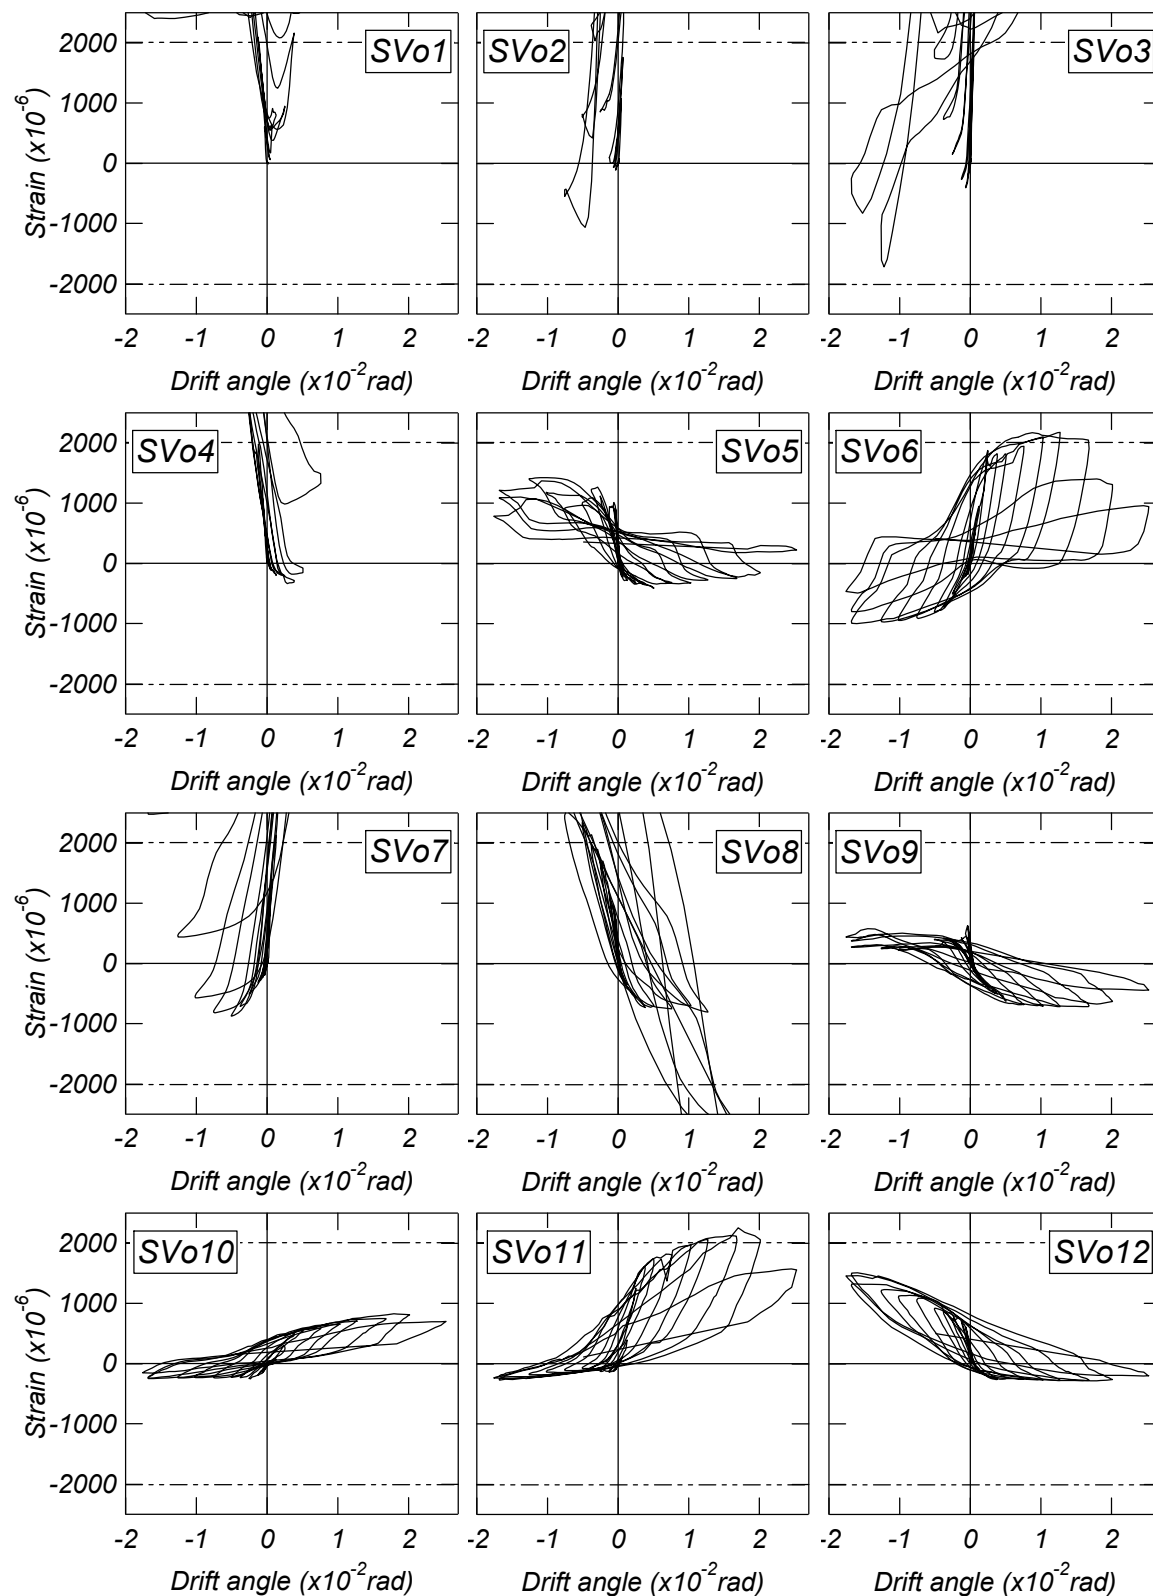 2000
1000
0
-1000
-2000
Strain (x10-6)
SVo1
SVo2
SVo3
-2 -1 0 1 2
-2 -1 0 1 2
-2 -1 0 1 2
Drift angle (x10-2rad)
Drift angle (x10-2rad)
Drift angle (x10-2rad)
2000
1000
0
-1000
-2000
Strain (x10-6)
SVo4
SVo5
SVo6
-2 -1 0 1 2
-2 -1 0 1 2
-2 -1 0 1 2
Drift angle (x10-2rad)
Drift angle (x10-2rad)
Drift angle (x10-2rad)
2000
1000
0
-1000
-2000
Strain (x10-6)
SVo7
SVo8
SVo9
-2 -1 0 1 2
-2 -1 0 1 2
-2 -1 0 1 2
Drift angle (x10-2rad)
Drift angle (x10-2rad)
Drift angle (x10-2rad)
2000
1000
0
-1000
-2000
Strain (x10-6)
SVo10
SVo11
SVo12
-2 -1 0 1 2
-2 -1 0 1 2
-2 -1 0 1 2
Drift angle (x10-2rad)
Drift angle (x10-2rad)
Drift angle (x10-2rad)